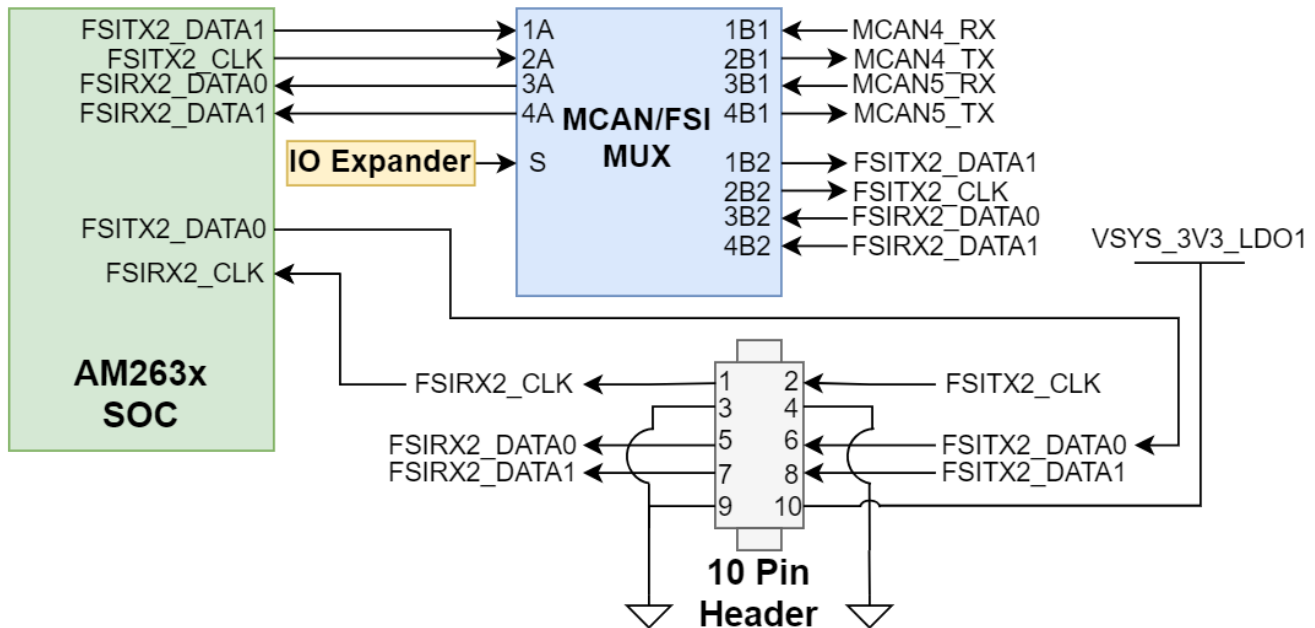 FSITX2_DATA1
FSITX2_CLK
FSIRX2_DATA0
FSIRX2_DATA1
1A
2A
3A
4A
S
MCAN/FSI
MUX
1B1
2B1
3B1
4B1
1B2
2B2
3B2
4B2
MCAN4_RX
MCAN4_TX
MCAN5_RX
MCAN5_TX
FSITX2_DATA1
FSITX2_CLK
FSIRX2_DATA0
FSIRX2_DATA1
IO Expander
FSITX2_DATA0
FSIRX2_CLK
AM263x
SOC
VSYS_3V3_LDO1
FSIRX2_CLK
1 2
FSITX2_CLK
3 4
FSIRX2_DATA0
5 6
FSITX2_DATA0
FSIRX2_DATA1
7 8
FSITX2_DATA1
9 10
10 Pin
Header